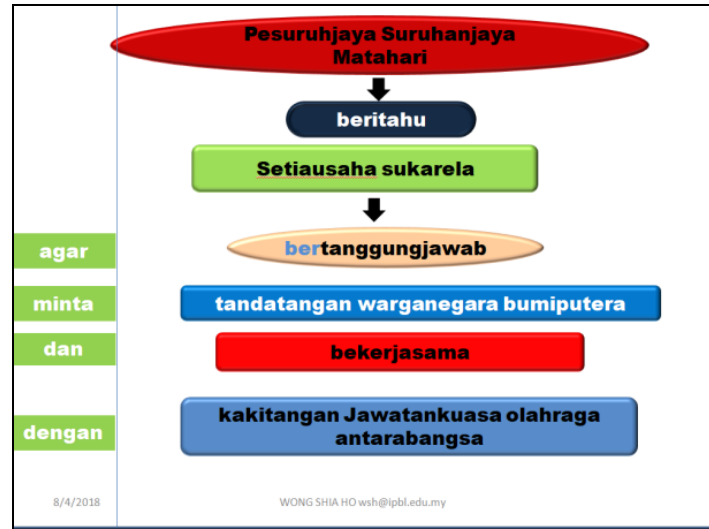 Pesuruhjaya Suruhanjaya
Matahari
beritahu
Setiausaha sukarela
agar
bertanggungjawab
minta
tandatangan warganegara bumiputera
dan
bekerjasama
dengan
kakitangan Jawatankuasa olahraga
antarabangsa
8/4/2018
WONG SHIA HO wsh@ipbl.edu.my